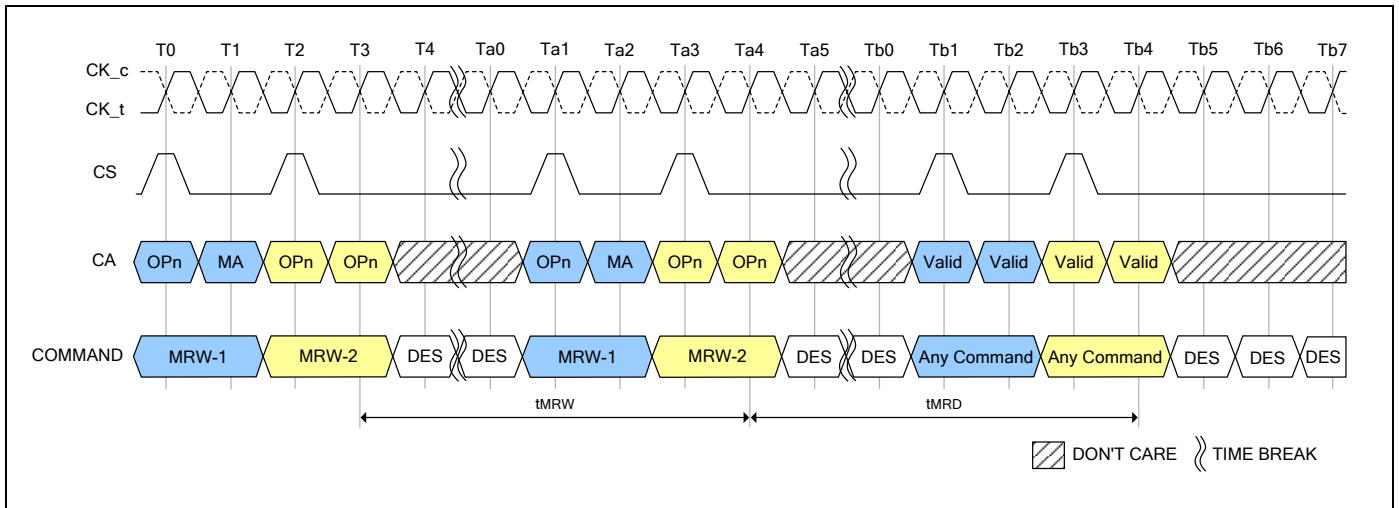 T0 T1 T2 T3 T4 Ta0 Ta1 Ta2 Ta3 Ta4 Ta5 Tb0 Tb1 Tb2 Tb3 Tb4 Tb5 Tb6 Tb7
CK_c
CK_t
CS
CA OPn MA OPn OPn OPn MA OPn OPn Valid Valid Valid Valid
COMMAND MRW-1 MRW-2 DES DES MRW-1 MRW-2 DES DES Any Command Any Command DES DES DES
tMRW tMRD
DON'T CARE TIME BREAK